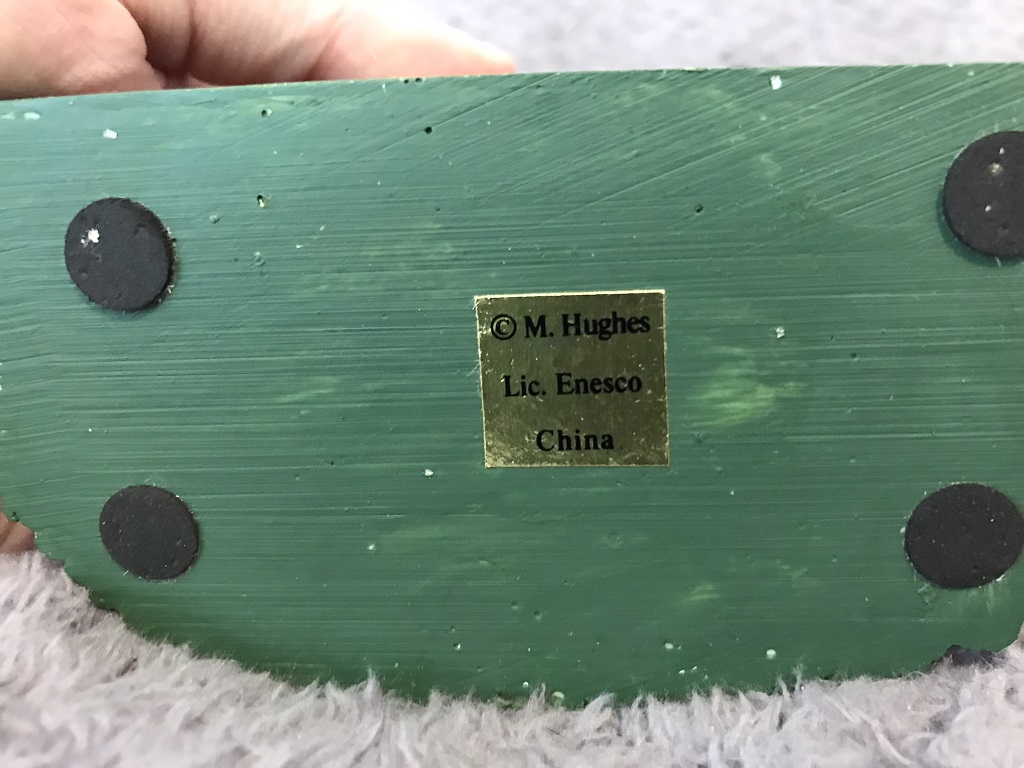 © M. Hughes
Lic. Enesco
China